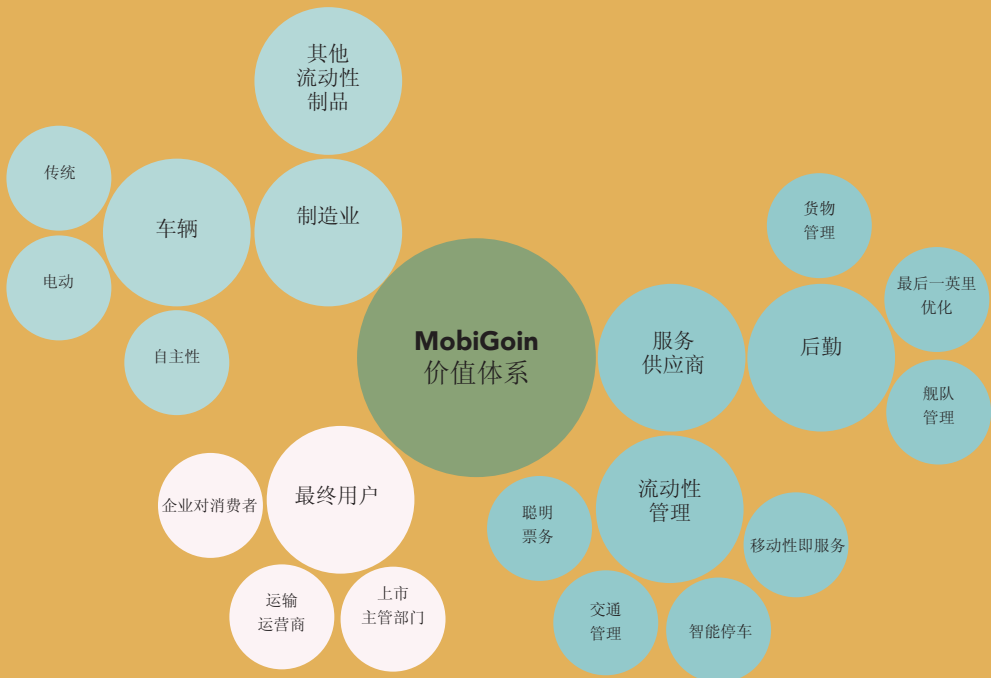 其他
流动性
制品
传统
车辆
制造业
电动
自主性
MobiGoin
价值体系
货物
管理
最后一英里
优化
服务
供应商
后勤
舰队
管理
企业对消费者
最终用户
运输
运营商
上市
主管部门
聪明
票务
流动性
管理
移动性即服务
交通
管理
智能停车